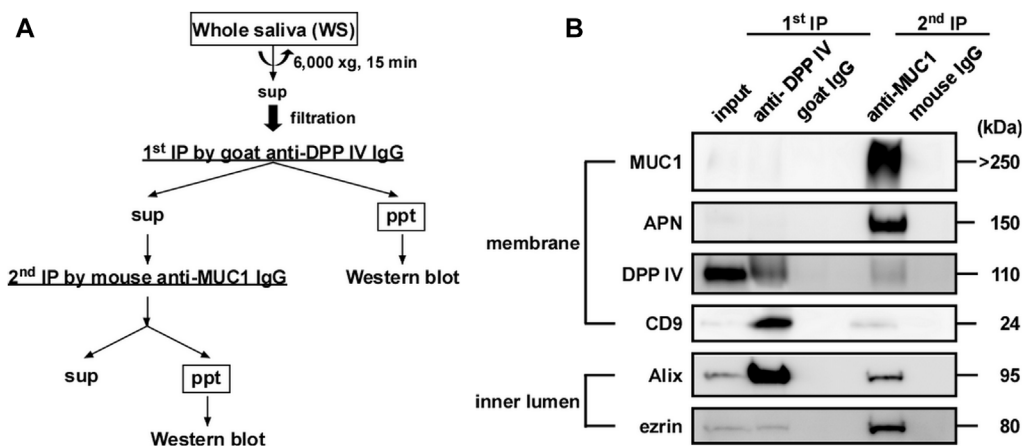 A
Whole saliva (WS)
6,000 xg, 15 min
sup
filtration
1st IP by goat anti-DPP IV IgG
sup
ppt
2nd IP by mouse anti-MUC1 IgG
Western blot
sup
ppt
Western blot
B
1st IP
2nd IP
input
anti- DPP IV
goat IgG
anti-MUC1
mouse IgG
(kDa)
membrane
MUC1
>250
APN
150
DPP IV
110
CD9
24
inner lumen
Alix
95
ezrin
80